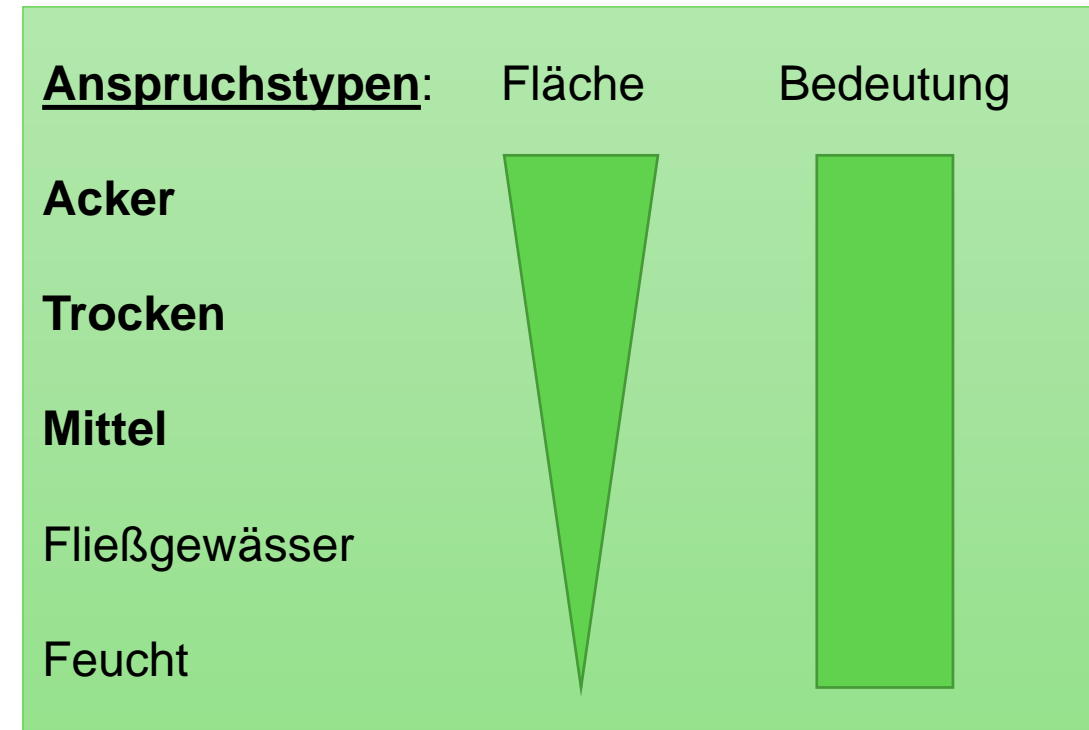 Anspruchstypen: Fläche Bedeutung
Acker
Trocken
Mittel
Fließgewässer
Feucht